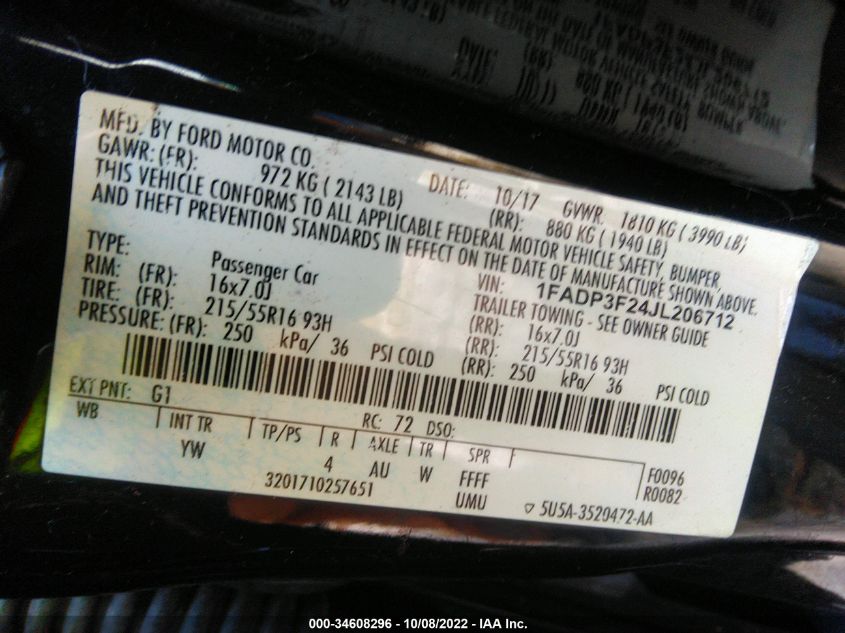 MFD. BY FORD MOTOR CO.
DATE: 10/17 GVWR: 1810 KG ( 3990 LB)
GAWR: (FR): 972 KG ( 2143 LB) (RR): 880 KG ( 1940 LB)
THIS VEHICLE CONFORMS TO ALL APPLICABLE FEDERAL MOTOR VEHICLE SAFETY, BUMPER,
AND THEFT PREVENTION STANDARDS IN EFFECT ON THE DATE OF MANUFACTURE SHOWN ABOVE.
VIN: 1FADP3F24JL206712
TYPE: Passenger Car TRAILER TOWING - SEE OWNER GUIDE
RIM: (FR): 16x7.0J (RR): 16x7.0J
TIRE: (FR): 215/55R16 93H (RR): 215/55R16 93H
PRESSURE: (FR): 250 kPa/ 36 PSI COLD (RR): 250 kPa/ 36 PSI COLD
EXT PNT: G1 RC: 72 DSO:
WB INT TR TP/PS R AXLE TR SPR
YW 4 AU W FFFF F0096
3201710257651 UMU R0082
5U5A-3520472-AA
000-34608296 - 10/08/2022 - IAA Inc.